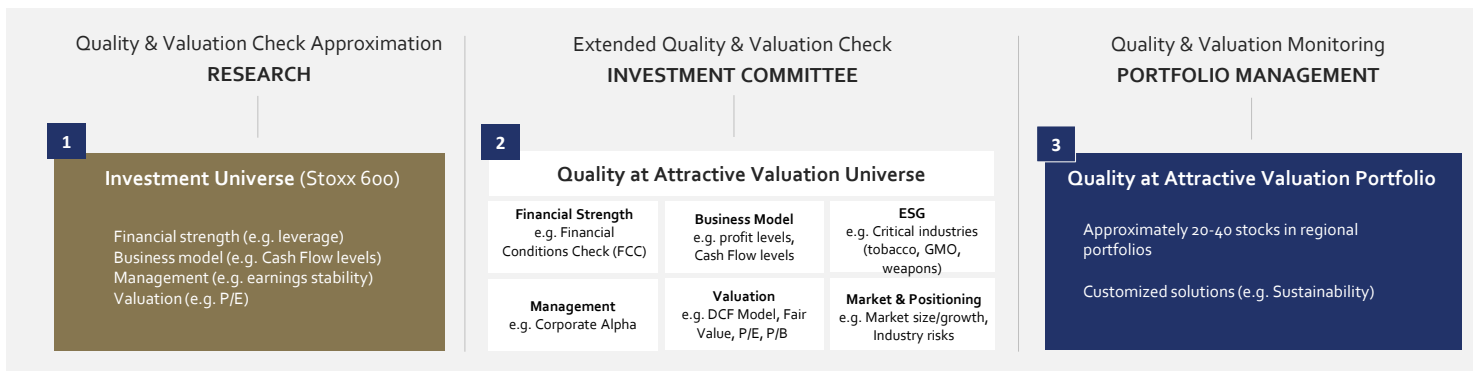 Quality & Valuation Check Approximation
RESEARCH
1
Investment Universe (Stoxx 600)
Financial strength (e.g. leverage)
Business model (e.g. Cash Flow levels)
Management (e.g. earnings stability)
Valuation (e.g. P/E)
Extended Quality & Valuation Check
INVESTMENT COMMITTEE
2
Quality at Attractive Valuation Universe
Financial Strength
e.g. Financial
Conditions Check (FCC)
Business Model
e.g. profit levels,
Cash Flow levels
ESG
e.g. Critical industries
(tobacco, GMO,
weapons)
Management
e.g. Corporate Alpha
Valuation
e.g. DCF Model, Fair
Value, P/E, P/B
Market & Positioning
e.g. Market size/growth,
Industry risks
Quality & Valuation Monitoring
PORTFOLIO MANAGEMENT
3
Quality at Attractive Valuation Portfolio
Approximately 20-40 stocks in regional
portfolios
Customized solutions (e.g. Sustainability)